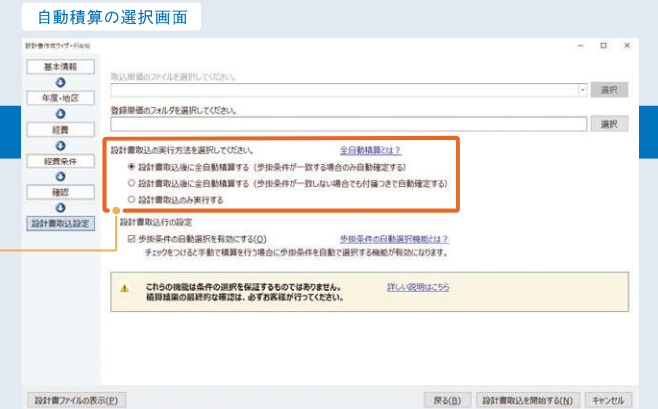 自動積算の選択画面
設計書作成ウィザード(6/6)
基本情報
年度・地区
経費
経費条件
確認
設計書取込設定
取込単価のファイルを選択してください。
選択
登録単価のフォルダを選択してください。
選択
設計書取込の実行方法を選択してください。 全自動積算とは?
設計書取込後に全自動積算する(歩掛条件が一致する場合のみ自動確定する)
設計書取込後に全自動積算する(歩掛条件が一致しない場合でも付箋つきで自動確定する)
設計書取込のみ実行する
設計書取込行の設定
歩掛条件の自動選択を有効にする(O) 歩掛条件の自動選択機能とは?
チェックをつけると手動で積算を行う場合に歩掛条件を自動で選択する機能が有効になります。
これらの機能は条件の選択を保証するものではありません。 詳しい説明はこちら
積算結果の最終的な確認は、必ずお客様が行ってください。
設計書ファイルの表示(P) 戻る(B) 設計書取込を開始する(N) キャンセル